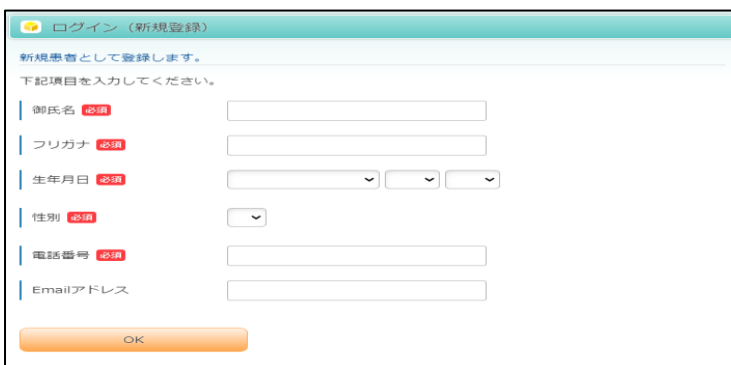 ログイン（新規登録）
新規患者として登録します。
下記項目を入力してください。
御氏名 必須
フリガナ 必須
生年月日 必須
性別 必須
電話番号 必須
Emailアドレス
OK